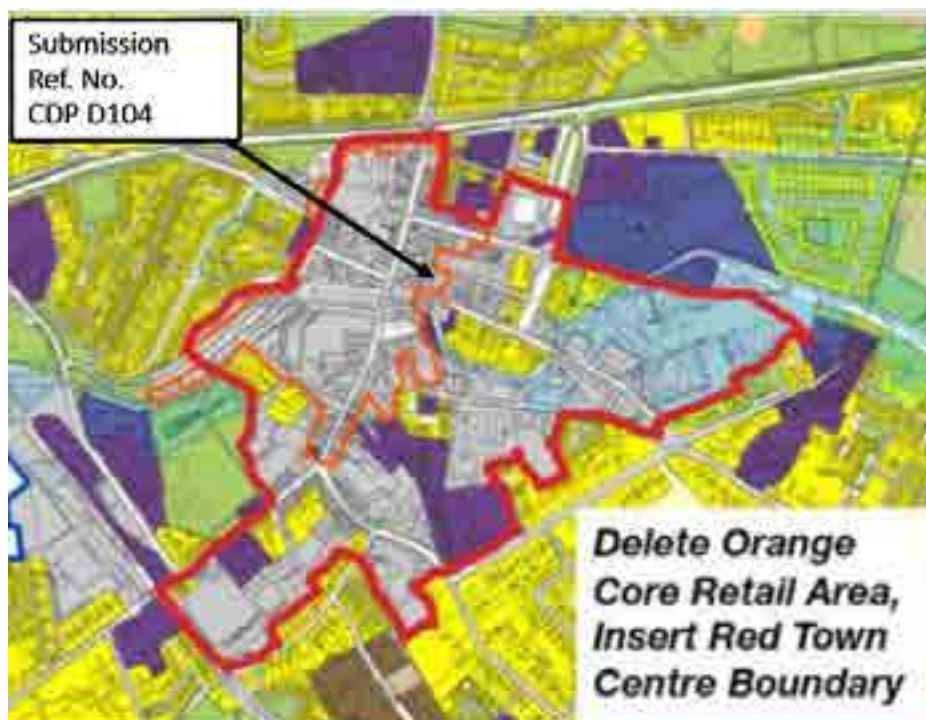 Submission
Ref. No.
CDP D104
Delete Orange
Core Retail Area,
Insert Red Town
Centre Boundary